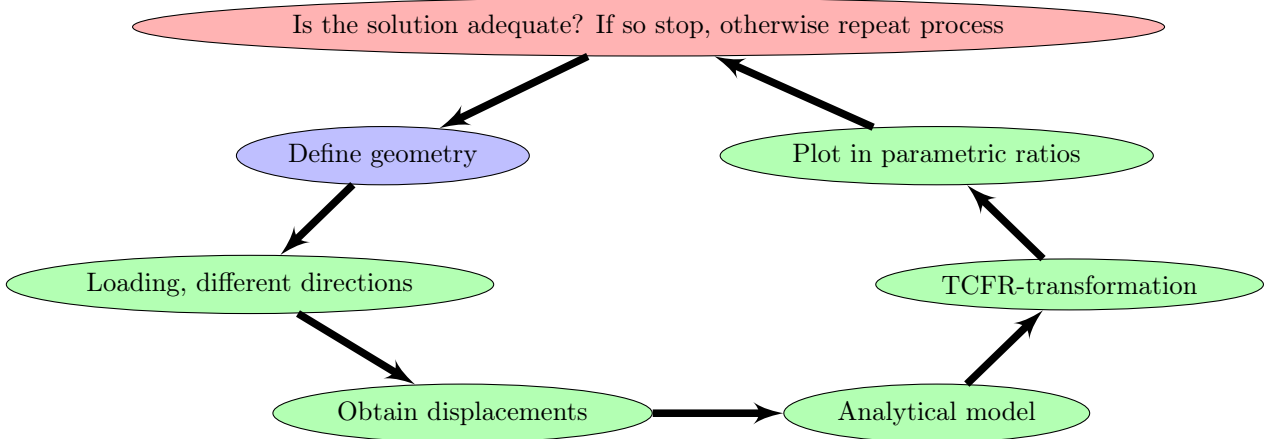 Is the solution adequate? If so stop, otherwise repeat process
Define geometry
Plot in parametric ratios
Loading, different directions
TCFR-transformation
Obtain displacements
Analytical model